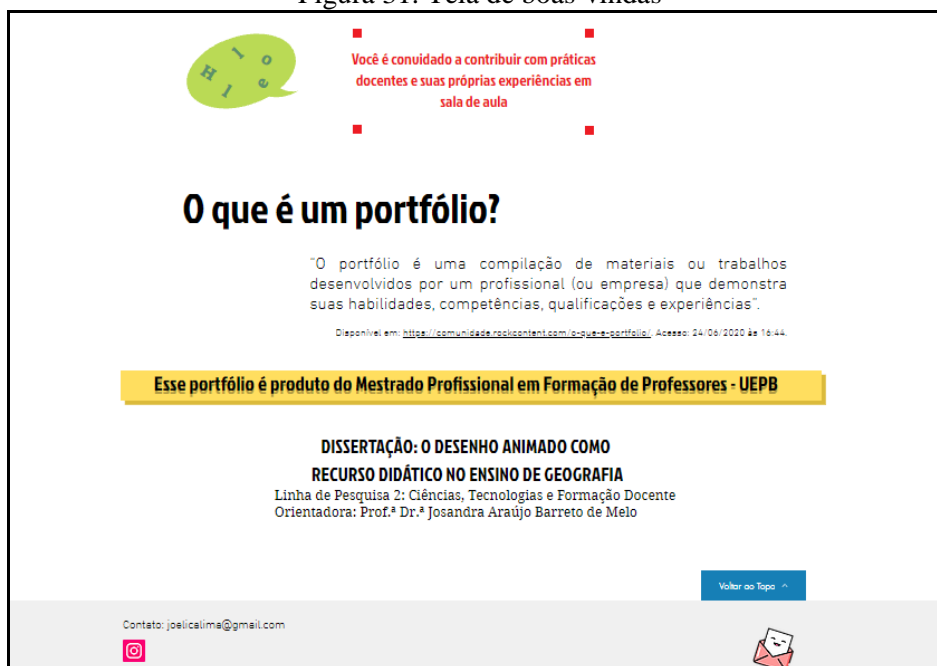 Figura 31: Tela de boas-vindas
H l l e o
Você é convidado a contribuir com práticas
docentes e suas próprias experiências em
sala de aula
O que é um portfólio?
"O portfólio é uma compilação de materiais ou trabalhos
desenvolvidos por um profissional (ou empresa) que demonstra
suas habilidades, competências, qualificações e experiências".
Disponível em: https://comunidade.rockcontent.com/o-que-e-portfolio/. Acesso: 24/06/2020 às 16:44.
Esse portfólio é produto do Mestrado Profissional em Formação de Professores - UEPB
DISSERTAÇÃO: O DESENHO ANIMADO COMO
RECURSO DIDÁTICO NO ENSINO DE GEOGRAFIA
Linha de Pesquisa 2: Ciências, Tecnologias e Formação Docente
Orientadora: Prof.ª Dr.ª Josandra Araújo Barreto de Melo
Voltar ao Topo
Contato: joelicalima@gmail.com